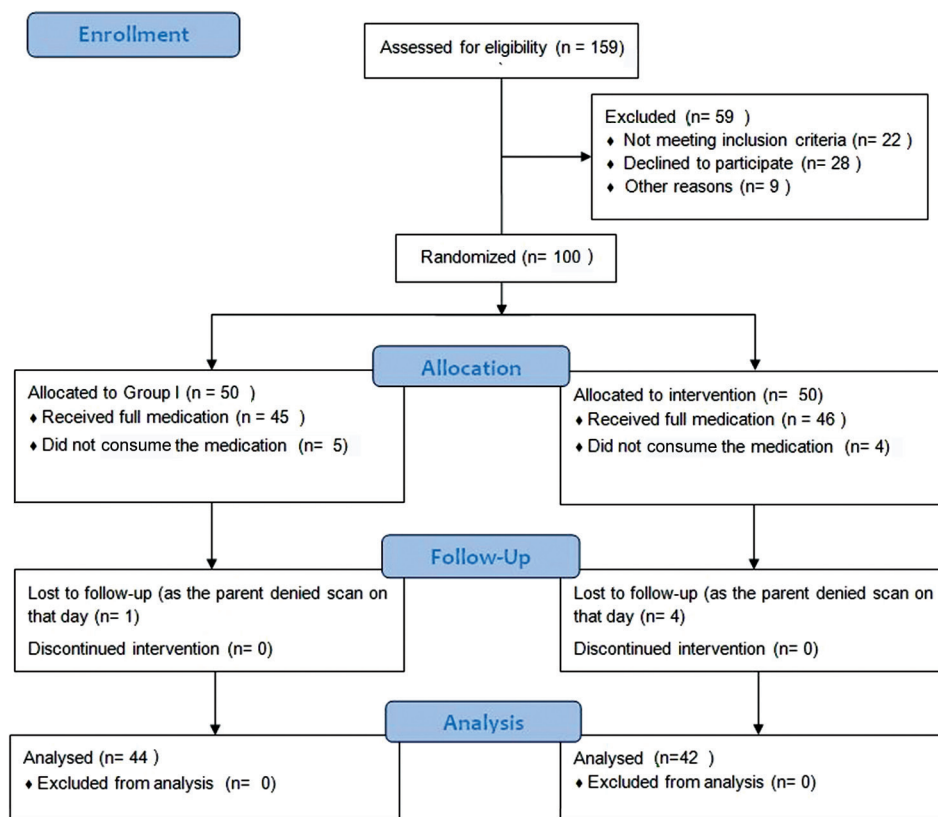 Enrollment
Assessed for eligibility (n = 159)
Excluded (n= 59 )
♦ Not meeting inclusion criteria (n= 22 )
♦ Declined to participate (n= 28 )
♦ Other reasons (n= 9 )
Randomized (n= 100 )
Allocation
Allocated to Group I (n = 50 )
♦ Received full medication (n = 45 )
♦ Did not consume the medication (n= 5)
Allocated to intervention (n= 50)
♦ Received full medication (n = 46 )
♦ Did not consume the medication (n= 4)
Follow-Up
Lost to follow-up (as the parent denied scan on
that day (n= 1)
Discontinued intervention (n= 0)
Lost to follow-up (as the parent denied scan on
that day (n= 4)
Discontinued intervention (n= 0)
Analysis
Analysed (n= 44 )
♦ Excluded from analysis (n= 0)
Analysed (n=42 )
♦ Excluded from analysis (n= 0)